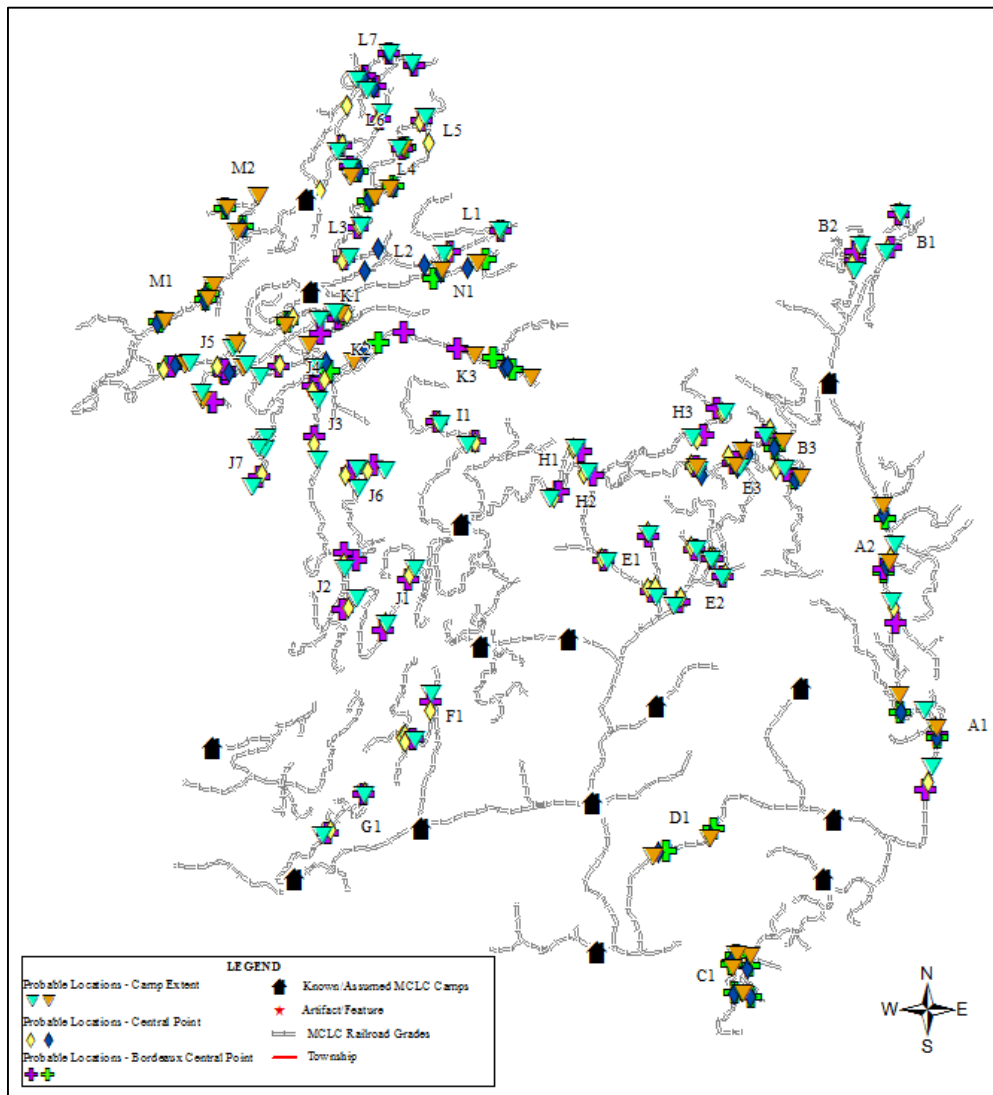 L7
L6
L5
L4
M2
L3
L1
B2
B1
L2
M1
N1
K1
J5
J4
K2
K3
H3
J3
I1
B3
J7
H1
E3
J6
H2
A2
E1
J2
J1
E2
F1
A1
D1
G1
C1
LEGEND
Probable Locations - Camp Extent
Known/Assumed MCLC Camps
Artifact/Feature
Probable Locations - Central Point
MCLC Railroad Grades
Probable Locations - Bordeaux Central Point
Township
N
W E
S